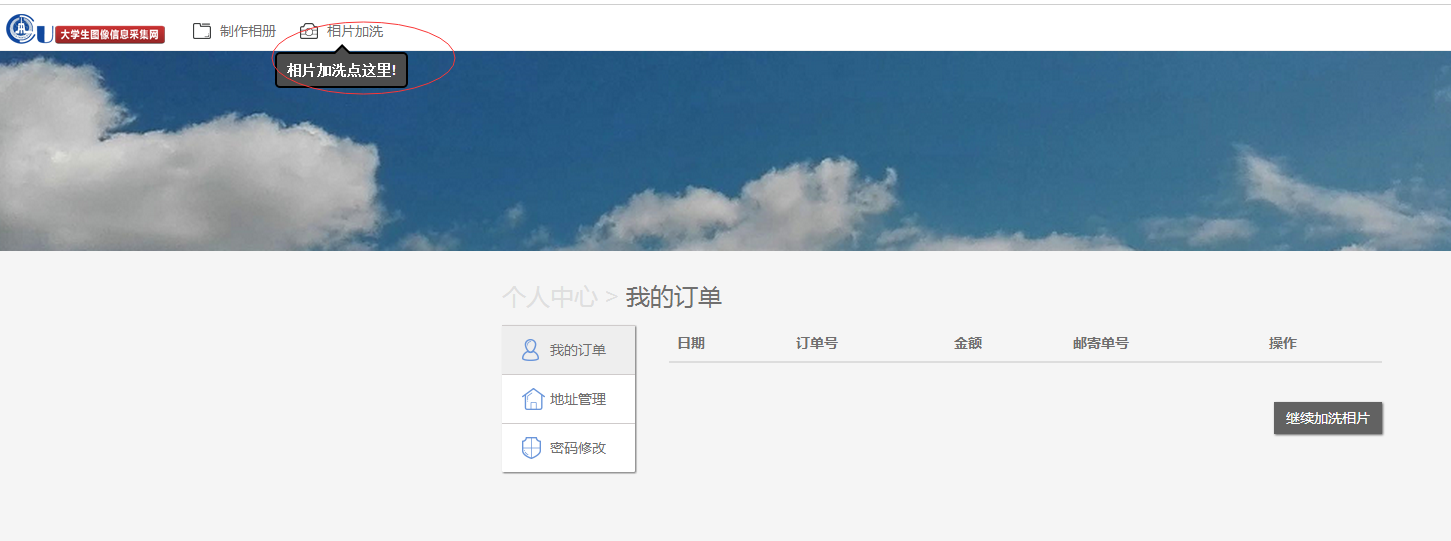 大学生图像信息采集网
制作相册 相片加洗
相片加洗点这里!
个人中心 > 我的订单
我的订单
地址管理
密码修改
日期 订单号 金额 邮寄单号 操作
继续加洗相片